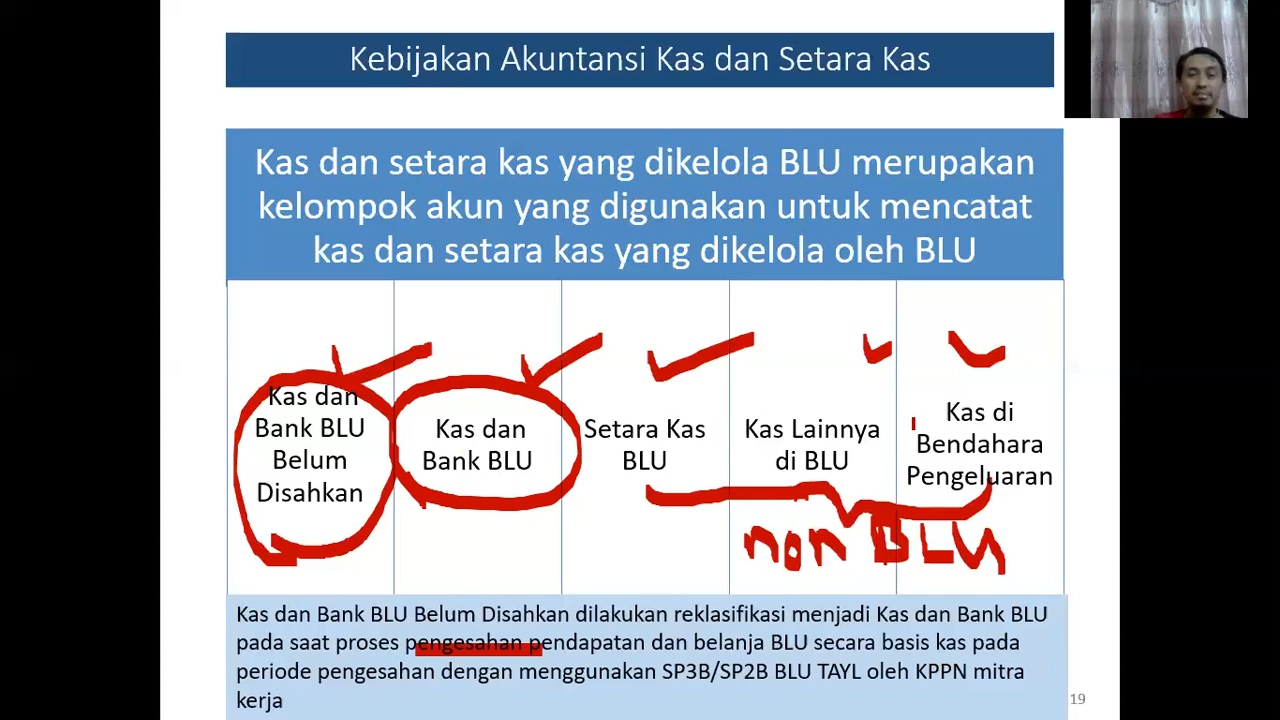 Kebijakan Akuntansi Kas dan Setara Kas
Kas dan setara kas yang dikelola BLU merupakan
kelompok akun yang digunakan untuk mencatat
kas dan setara kas yang dikelola oleh BLU
Kas dan
Bank BLU
Belum
Disahkan
Kas dan
Bank BLU
Setara Kas
BLU
Kas Lainnya
di BLU
Kas di
Bendahara
Pengeluaran
non BLU
Kas dan Bank BLU Belum Disahkan dilakukan reklasifikasi menjadi Kas dan Bank BLU
pada saat proses pengesahan pendapatan dan belanja BLU secara basis kas pada
periode pengesahan dengan menggunakan SP3B/SP2B BLU TAYL oleh KPPN mitra
kerja
19